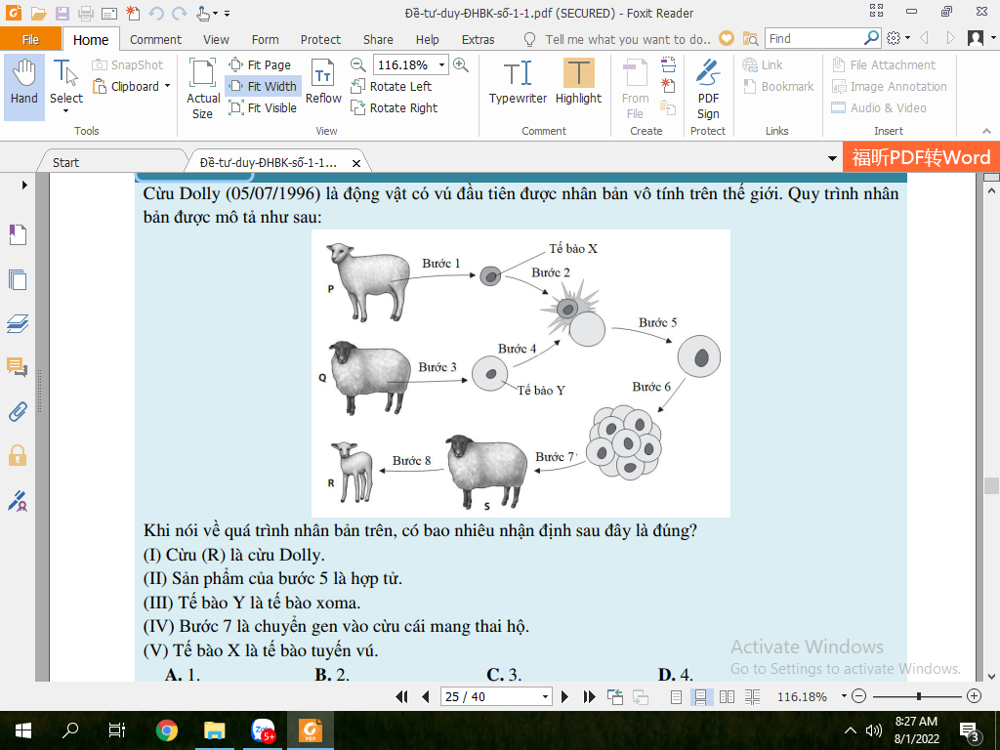 Đề-tư-duy-ĐHBK-số-1-1.pdf (SECURED) - Foxit Reader
File Home Comment View Form Protect Share Help Extras Tell me what you want to do.. Find
Hand
Select
SnapShot
Clipboard
Tools
Actual Size
Fit Page
Fit Width
Fit Visible
Reflow
116.18%
Rotate Left
Rotate Right
View
Typewriter
Highlight
Comment
From File
Create
PDF Sign
Protect
Link
Bookmark
Links
File Attachment
Image Annotation
Audio & Video
Insert
Start
Đề-tư-duy-ĐHBK-số-1-1...
福昕PDF转Word
Cừu Dolly (05/07/1996) là động vật có vú đầu tiên được nhân bản vô tính trên thế giới. Quy trình nhân
bản được mô tả như sau:
Tế bào X
Bước 1
Bước 2
P
Bước 5
Bước 4
Bước 3
Q
Tế bào Y
Bước 6
Bước 7
Bước 8
R
S
Khi nói về quá trình nhân bản trên, có bao nhiêu nhận định sau đây là đúng?
(I) Cừu (R) là cừu Dolly.
(II) Sản phẩm của bước 5 là hợp tử.
(III) Tế bào Y là tế bào xoma.
(IV) Bước 7 là chuyển gen vào cừu cái mang thai hộ.
(V) Tế bào X là tế bào tuyến vú.
A. 1. B. 2. C. 3. D. 4.
Activate Windows
Go to Settings to activate Windows.
25 / 40
116.18%
Zalo
5+
PDF
8:27 AM
8/1/2022
3